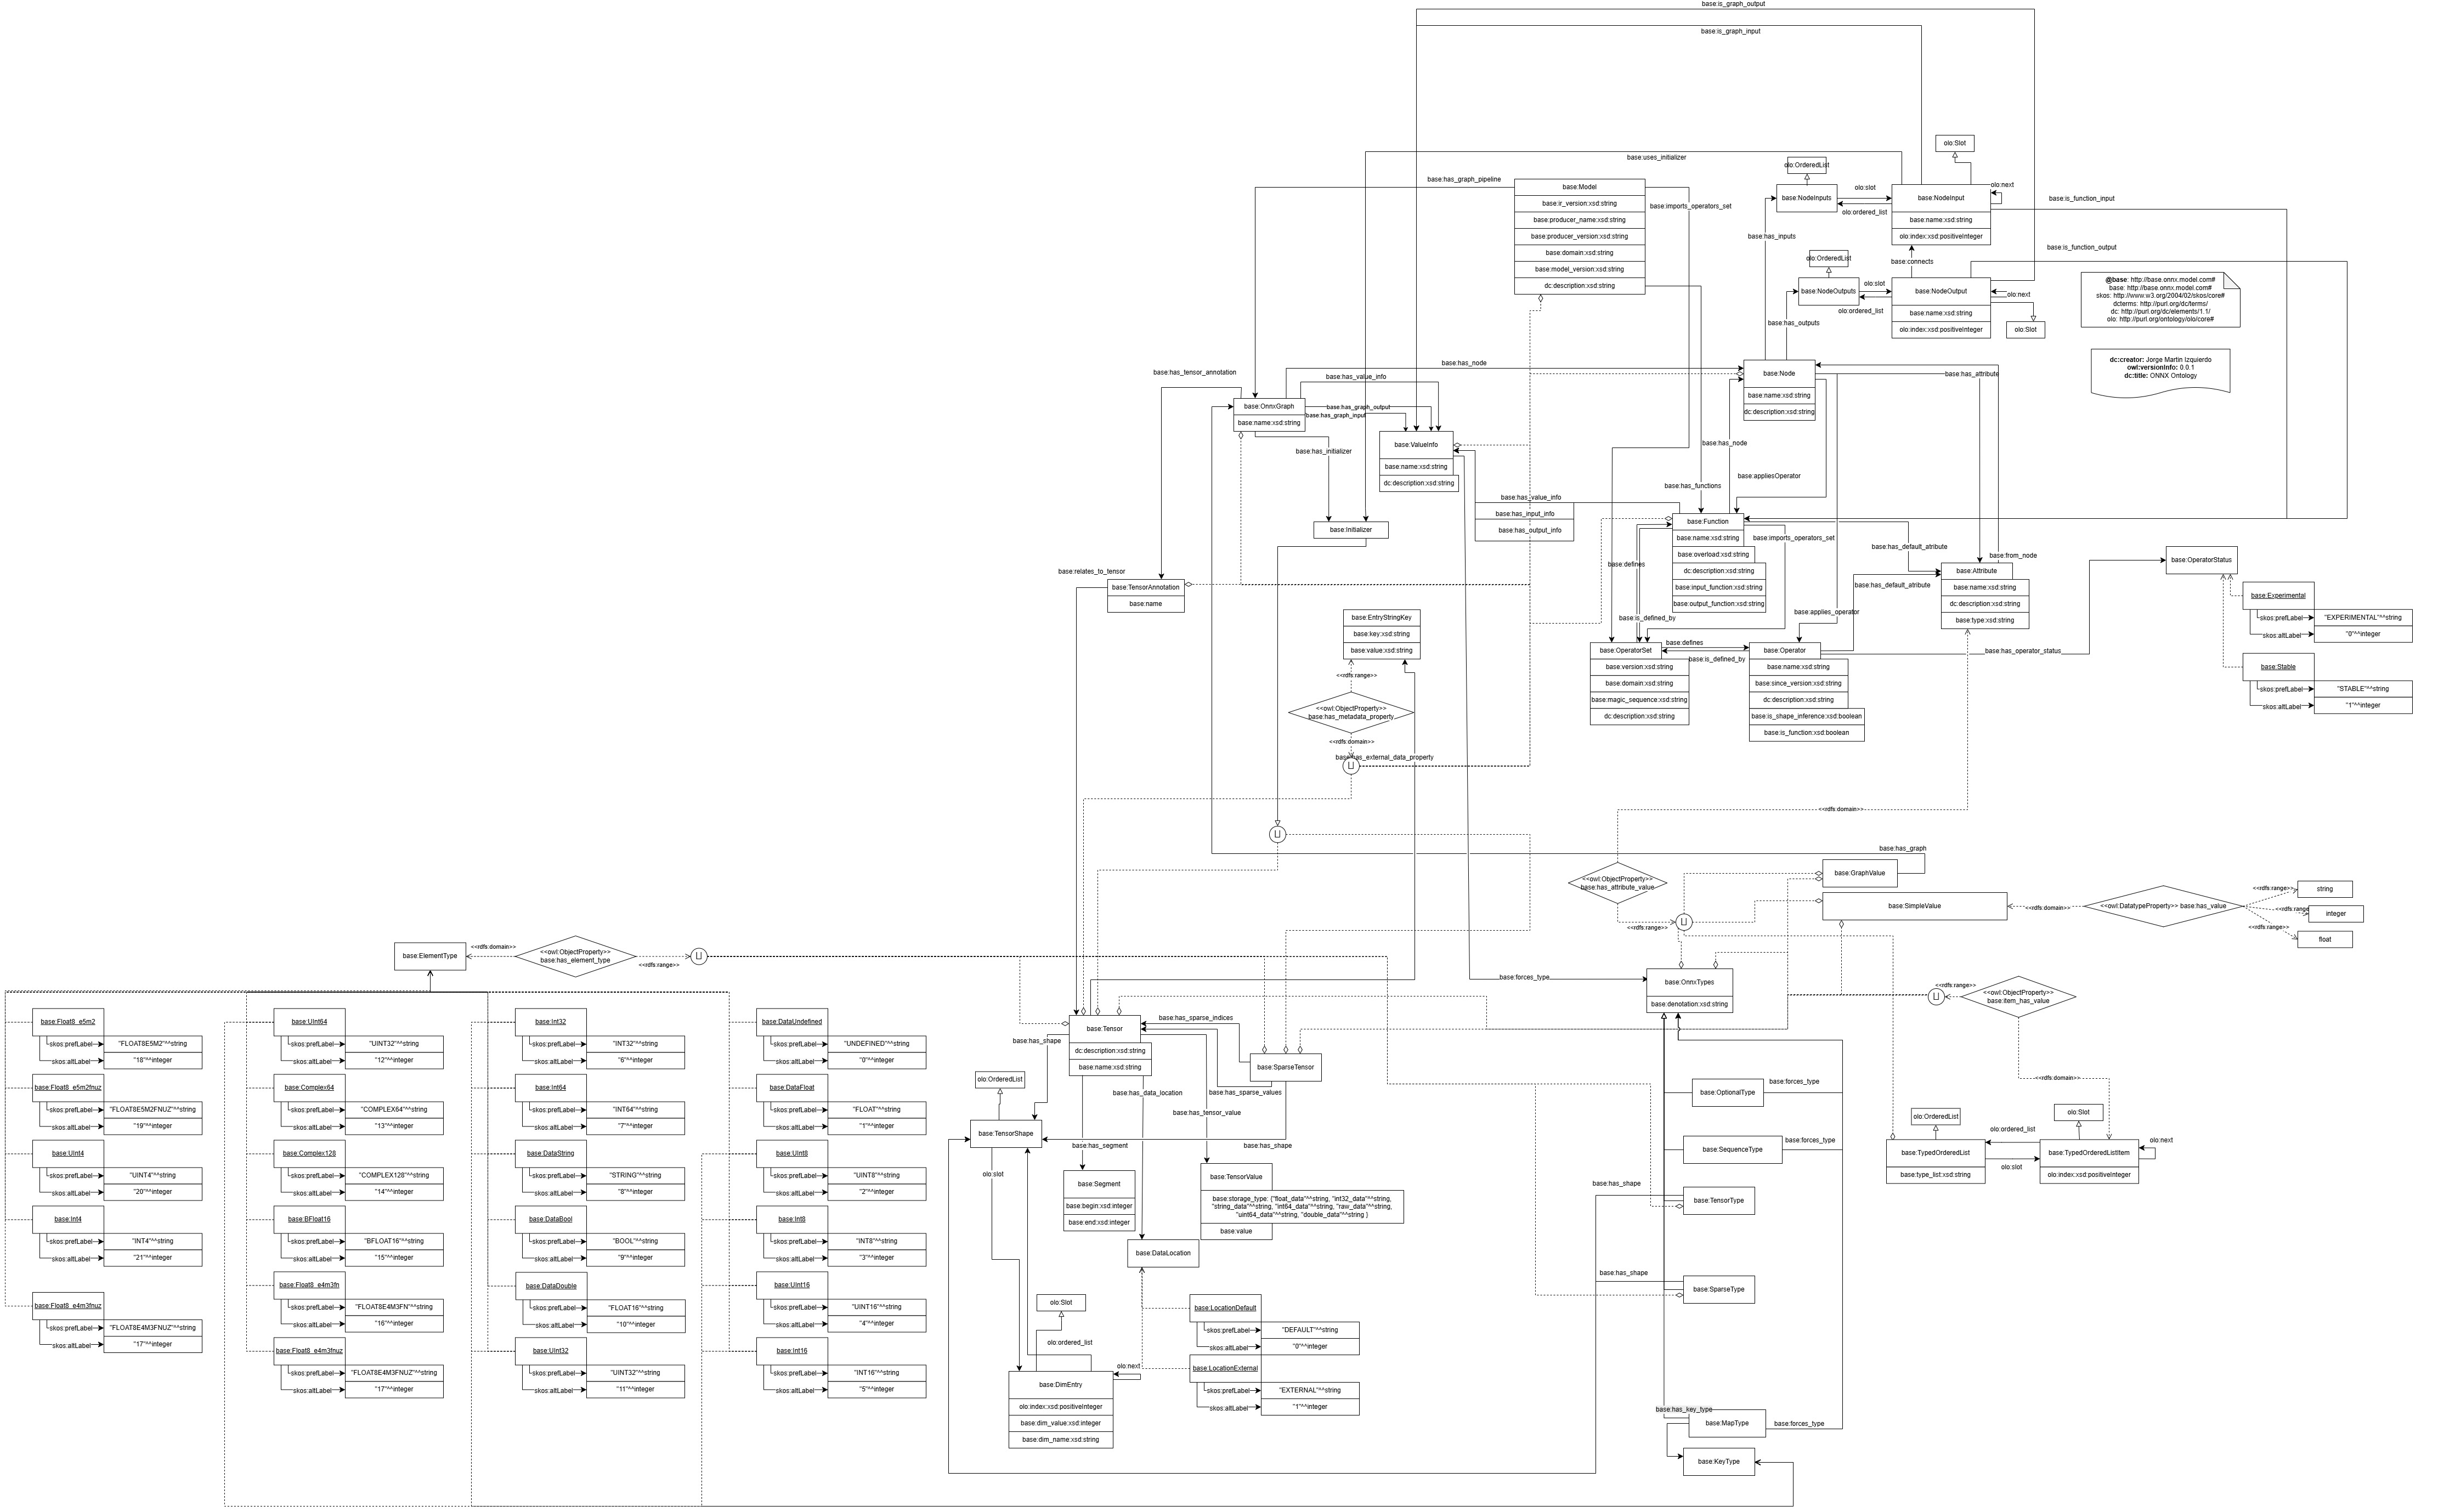 base:is_graph_output
base:is_graph_input
olo:Slot
base:uses_initializer
olo:OrderedList
base:has_graph_pipeline
base:Model
base:ir_version:xsd:string
base:producer_name:xsd:string
base:producer_version:xsd:string
base:domain:xsd:string
base:model_version:xsd:string
dc:description:xsd:string
base:imports_operators_set
base:NodeInputs
olo:slot
olo:ordered_list
base:NodeInput
base:name:xsd:string
olo:index:xsd:positiveInteger
olo:next
base:is_function_input
base:has_inputs
base:is_function_output
olo:OrderedList
base:connects
base:NodeOutputs
olo:slot
olo:ordered_list
base:NodeOutput
base:name:xsd:string
olo:index:xsd:positiveInteger
olo:next
olo:Slot
base:has_outputs
@base: http://base.onnx.model.com#
base: http://base.onnx.model.com#
skos: http://www.w3.org/2004/02/skos/core#
dcterms: http://purl.org/dc/terms/
dc: http://purl.org/dc/elements/1.1/
olo: http://purl.org/ontology/olo/core#
dc:creator: Jorge Martin Izquierdo
owl:versionInfo: 0.0.1
dc:title: ONNX Ontology
base:has_node
base:has_tensor_annotation
base:has_value_info
base:Node
base:name:xsd:string
dc:description:xsd:string
base:has_attribute
base:OnnxGraph
base:name:xsd:string
base:has_graph_output
base:has_graph_input
base:has_initializer
base:ValueInfo
base:name:xsd:string
dc:description:xsd:string
base:has_node
base:appliesOperator
base:has_functions
base:has_value_info
base:has_input_info
base:has_output_info
base:Initializer
base:Function
base:name:xsd:string
base:overload:xsd:string
dc:description:xsd:string
base:input_function:xsd:string
base:output_function:xsd:string
base:imports_operators_set
base:defines
base:is_defined_by
base:has_default_atribute
base:from_node
base:has_default_atribute
base:applies_operator
base:Attribute
base:name:xsd:string
dc:description:xsd:string
base:type:xsd:string
base:OperatorStatus
base:Experimental
skos:prefLabel
"EXPERIMENTAL"^^string
skos:altLabel
"0"^^integer
base:Stable
skos:prefLabel
"STABLE"^^string
skos:altLabel
"1"^^integer
base:has_operator_status
base:relates_to_tensor
base:TensorAnnotation
base:name
base:EntryStringKey
base:key:xsd:string
base:value:xsd:string
<<rdfs:range>>
<<owl:ObjectProperty>>
base:has_metadata_property
<<rdfs:domain>>
base:has_external_data_property
⊔
base:OperatorSet
base:version:xsd:string
base:domain:xsd:string
base:magic_sequence:xsd:string
dc:description:xsd:string
base:defines
base:is_defined_by
base:Operator
base:name:xsd:string
base:since_version:xsd:string
dc:description:xsd:string
base:is_shape_inference:xsd:boolean
base:is_function:xsd:boolean
<<rdfs:domain>>
⊔
base:has_graph
<<owl:ObjectProperty>>
base:has_attribute_value
<<rdfs:range>>
⊔
base:GraphValue
base:SimpleValue
<<rdfs:domain>>
<<owl:DatatypeProperty>> base:has_value
<<rdfs:range>>
string
<<rdfs:range
integer
<<rdfs:range>>
float
base:ElementType
<<rdfs:domain>>
<<owl:ObjectProperty>>
base:has_element_type
<<rdfs:range>>
⊔
base:forces_type
base:OnnxTypes
base:denotation:xsd:string
⊔
<<rdfs:range>>
<<owl:ObjectProperty>>
base:item_has_value
<<rdfs:domain>>
base:Float8_e5m2
skos:prefLabel
"FLOAT8E5M2"^^string
skos:altLabel
"18"^^integer
base:Float8_e5m2fnuz
skos:prefLabel
"FLOAT8E5M2FNUZ"^^string
skos:altLabel
"19"^^integer
base:UInt4
skos:prefLabel
"UINT4"^^string
skos:altLabel
"20"^^integer
base:Int4
skos:prefLabel
"INT4"^^string
skos:altLabel
"21"^^integer
base:Float8_e4m3fnuz
skos:prefLabel
"FLOAT8E4M3FNUZ"^^string
skos:altLabel
"17"^^integer
base:UInt64
skos:prefLabel
"UINT32"^^string
skos:altLabel
"12"^^integer
base:Complex64
skos:prefLabel
"COMPLEX64"^^string
skos:altLabel
"13"^^integer
base:Complex128
skos:prefLabel
"COMPLEX128"^^string
skos:altLabel
"14"^^integer
base:BFloat16
skos:prefLabel
"BFLOAT16"^^string
skos:altLabel
"15"^^integer
base:Float8_e4m3fn
skos:prefLabel
"FLOAT8E4M3FN"^^string
skos:altLabel
"16"^^integer
base:Float8_e4m3fnuz
skos:prefLabel
"FLOAT8E4M3FNUZ"^^string
skos:altLabel
"17"^^integer
base:Int32
skos:prefLabel
"INT32"^^string
skos:altLabel
"6"^^integer
base:Int64
skos:prefLabel
"INT64"^^string
skos:altLabel
"7"^^integer
base:DataString
skos:prefLabel
"STRING"^^string
skos:altLabel
"8"^^integer
base:DataBool
skos:prefLabel
"BOOL"^^string
skos:altLabel
"9"^^integer
base:DataDouble
skos:prefLabel
"FLOAT16"^^string
skos:altLabel
"10"^^integer
base:UInt32
skos:prefLabel
"UINT32"^^string
skos:altLabel
"11"^^integer
base:DataUndefined
skos:prefLabel
"UNDEFINED"^^string
skos:altLabel
"0"^^integer
base:DataFloat
skos:prefLabel
"FLOAT"^^string
skos:altLabel
"1"^^integer
base:UInt8
skos:prefLabel
"UINT8"^^string
skos:altLabel
"2"^^integer
base:Int8
skos:prefLabel
"INT8"^^string
skos:altLabel
"3"^^integer
base:UInt16
skos:prefLabel
"UINT16"^^string
skos:altLabel
"4"^^integer
base:Int16
skos:prefLabel
"INT16"^^string
skos:altLabel
"5"^^integer
base:Tensor
dc:description:xsd:string
base:name:xsd:string
base:has_shape
base:has_sparse_indices
base:SparseTensor
base:has_sparse_values
base:has_data_location
base:has_tensor_value
olo:OrderedList
base:TensorShape
base:has_segment
base:has_shape
olo:slot
base:Segment
base:begin:xsd:integer
base:end:xsd:integer
base:TensorValue
base:storage_type: {"float_data"^^string, "int32_data"^^string,
"string_data"^^string, "int64_data"^^string, "raw_data"^^string,
"uint64_data"^^string, "double_data"^^string }
base:value
base:DataLocation
base:LocationDefault
skos:prefLabel
"DEFAULT"^^string
skos:altLabel
"0"^^integer
base:LocationExternal
skos:prefLabel
"EXTERNAL"^^string
skos:altLabel
"1"^^integer
olo:Slot
olo:ordered_list
olo:next
base:DimEntry
olo:index:xsd:positiveInteger
base:dim_value:xsd:integer
base:dim_name:xsd:string
base:OptionalType
base:forces_type
base:SequenceType
base:forces_type
base:has_shape
base:TensorType
base:has_shape
base:SparseType
base:has_key_type
base:MapType
base:forces_type
base:KeyType
olo:OrderedList
olo:Slot
base:TypedOrderedList
base:type_list:xsd:string
olo:ordered_list
olo:slot
base:TypedOrderedListItem
olo:index:xsd:positiveInteger
olo:next